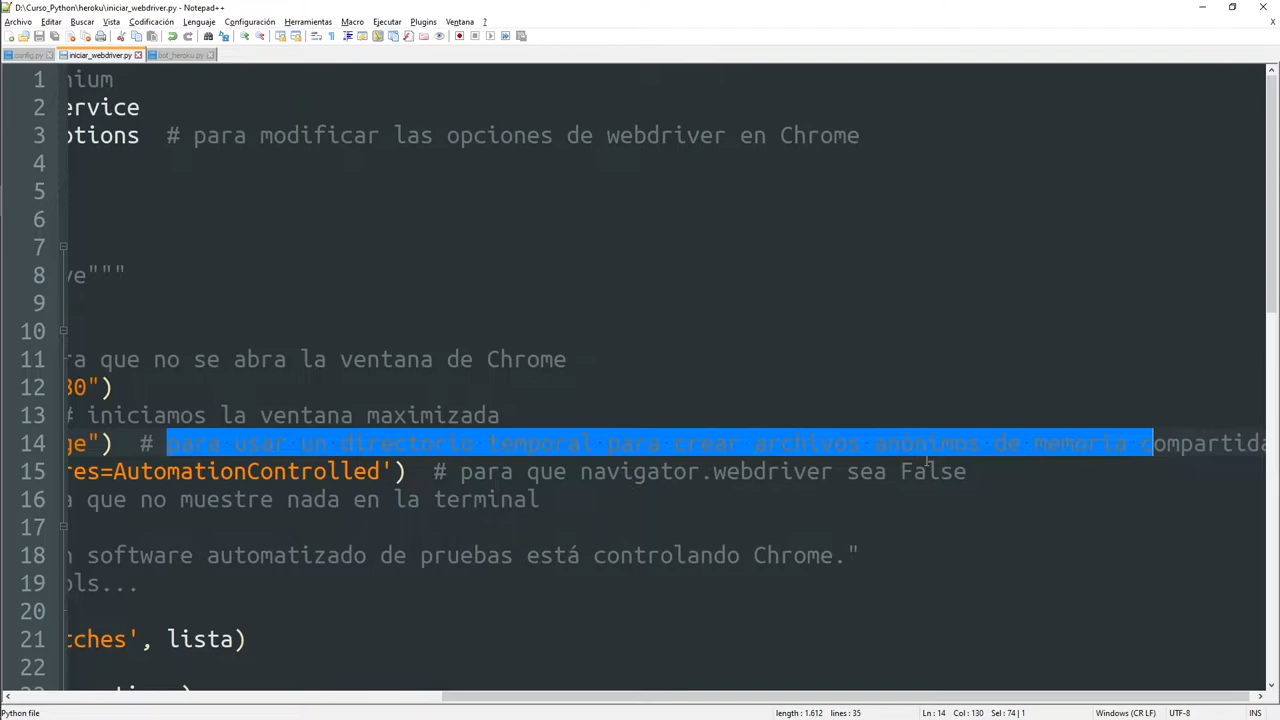 D:\Curso_Python\heroku\iniciar_webdriver.py - Notepad++
Archivo Editar Buscar Vista Codificación Lenguaje Configuración Herramientas Macro Ejecutar Plugins Ventana ? X
config.py iniciar_webdriver.py bot_heroku.py
1 nium
2 ervice
3 ptions # para modificar las opciones de webdriver en Chrome
4
5
6
7
8 ve"""
9
10
11 ra que no se abra la ventana de Chrome
12 80")
13 # iniciamos la ventana maximizada
14 ge") # para usar un directorio temporal para crear archivos anónimos de memoria compartida
15 res=AutomationControlled') # para que navigator.webdriver sea False
16 a que no muestre nada en la terminal
17
18 n software automatizado de pruebas está controlando Chrome."
19 ols...
20
21 tches', lista)
22
Python file length : 1.612 lines : 35 Ln : 14 Col : 130 Sel : 74 | 1 Windows (CR LF) UTF-8 INS